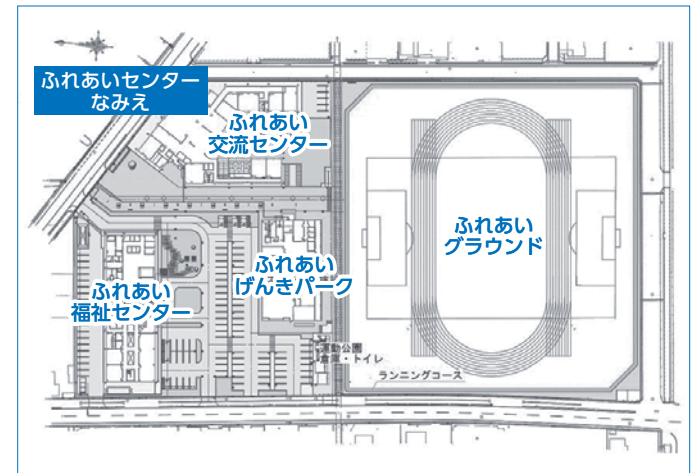 ふれあいセンター
なみえ
ふれあい
交流センター
ふれあい
グラウンド
ふれあい
げんきパーク
ふれあい
福祉センター
運動公園
倉庫・トイレ
ランニングコース